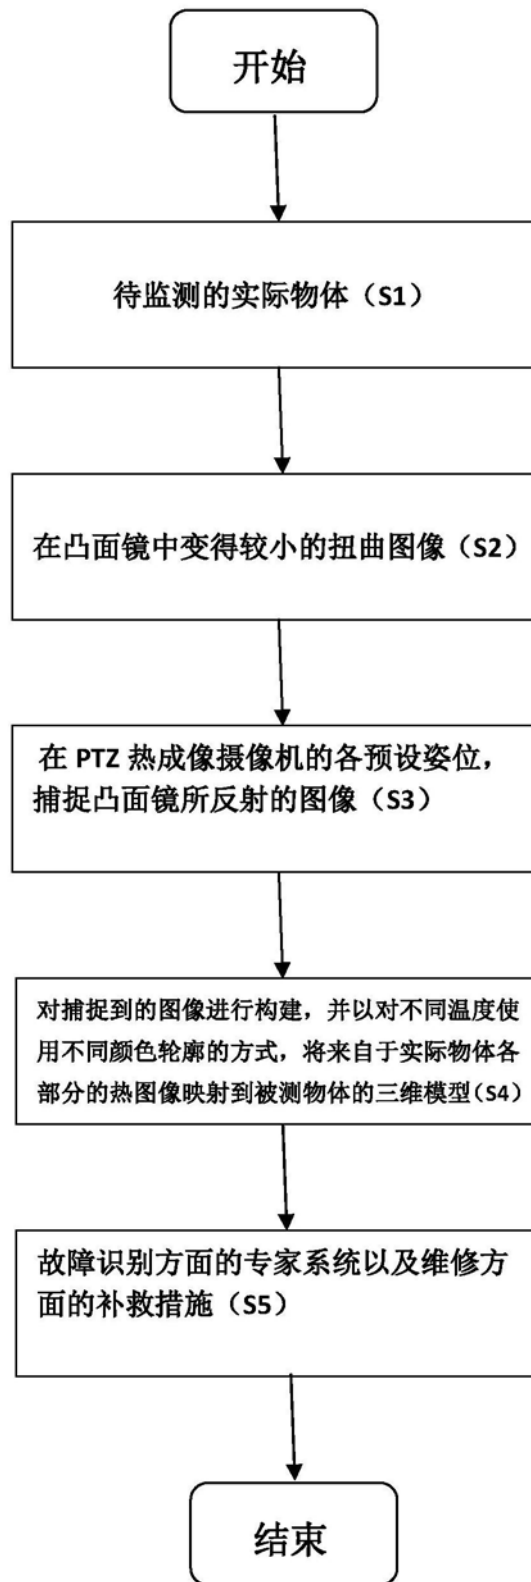 开始
待监测的实际物体（S1）
在凸面镜中变得较小的扭曲图像（S2）
在 PTZ 热成像摄像机的各预设姿位，
捕捉凸面镜所反射的图像（S3）
对捕捉到的图像进行构建，并以对不同温度使
用不同颜色轮廓的方式，将来自于实际物体各
部分的热图像映射到被测物体的三维模型（S4）
故障识别方面的专家系统以及维修方
面的补救措施（S5）
结束